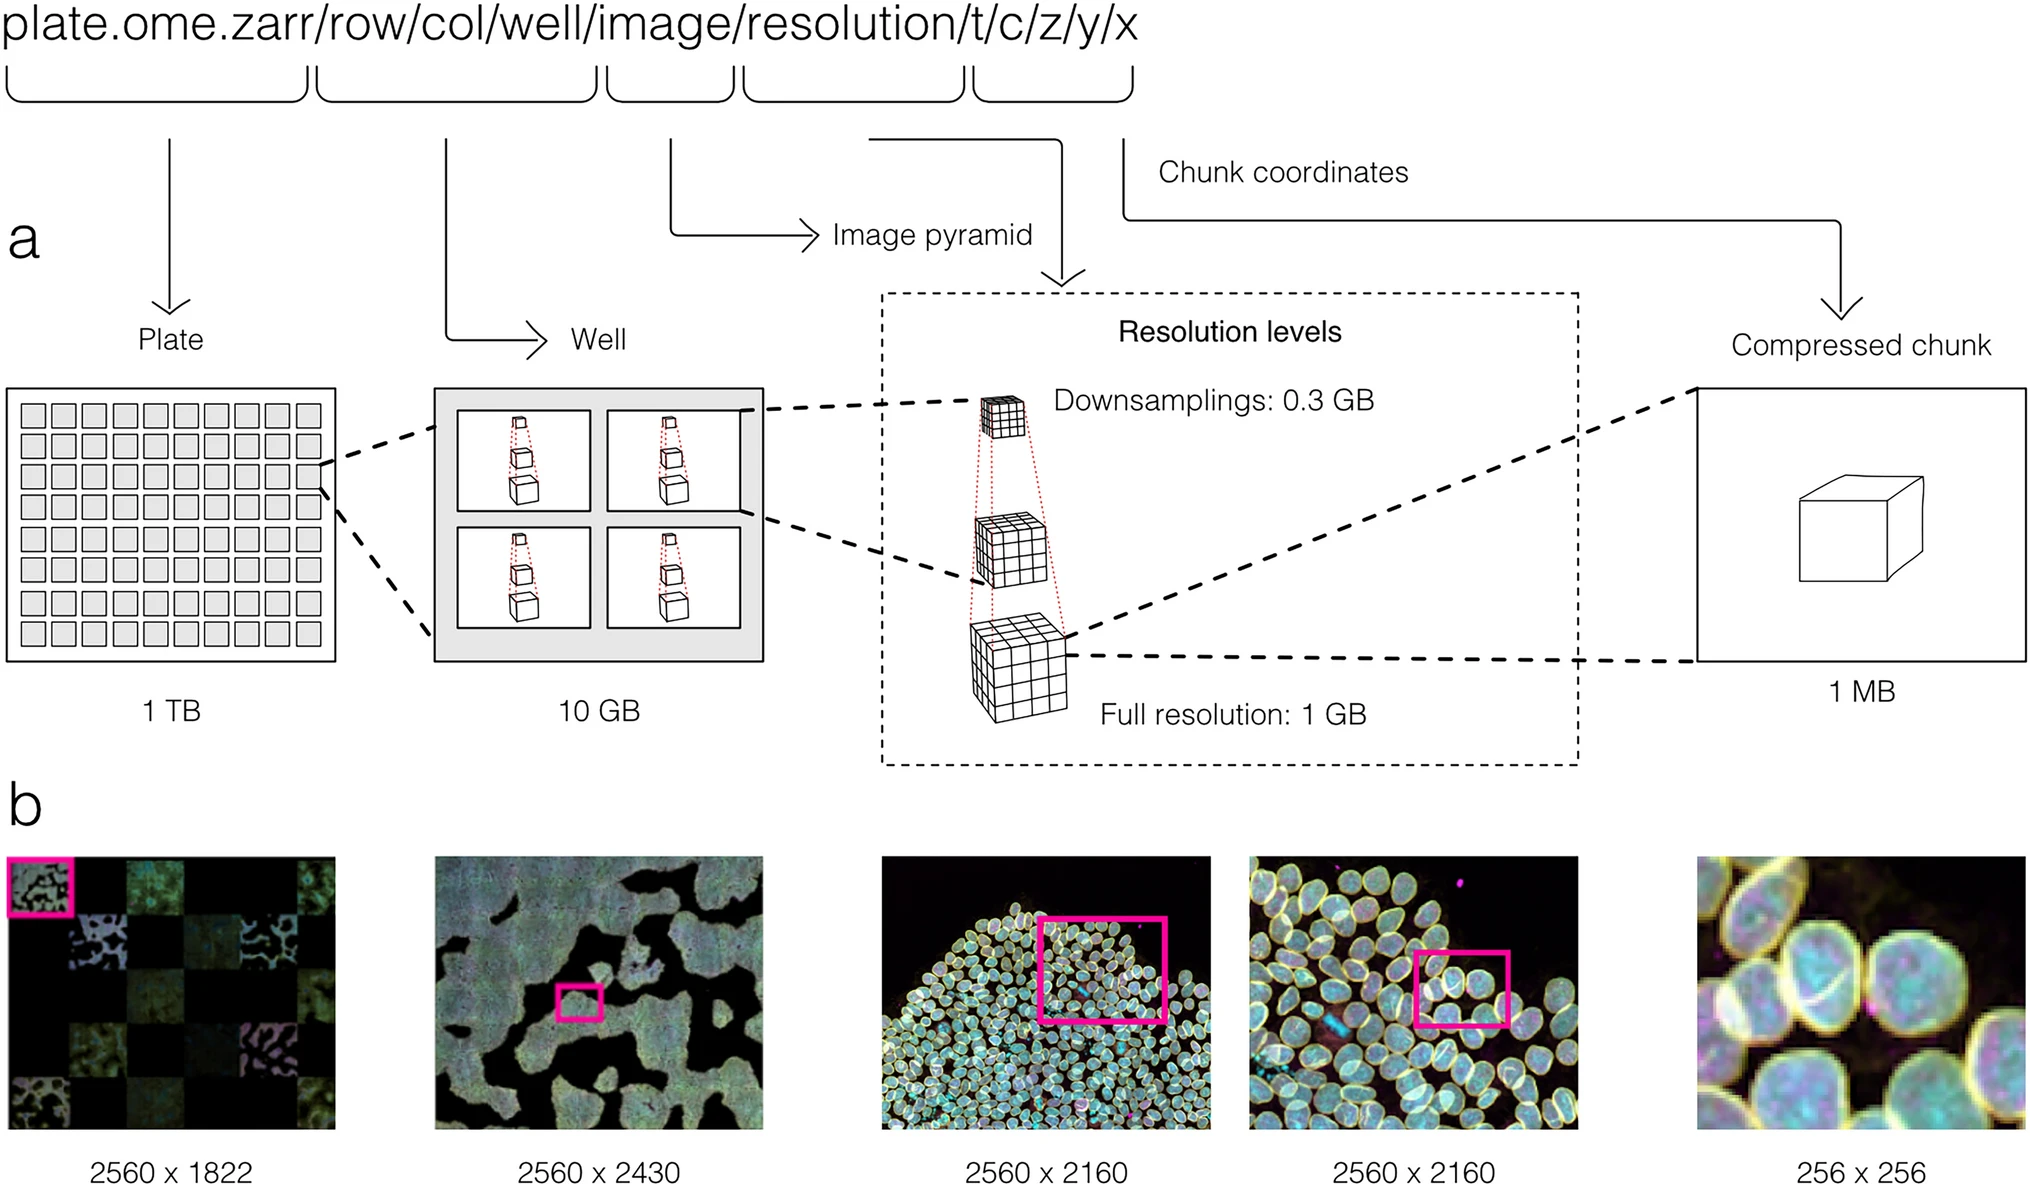 plate.ome.zarr/row/col/well/image/resolution/t/c/z/y/x
Chunk coordinates
a
Image pyramid
Plate
Well
Resolution levels
Compressed chunk
Downsamplings: 0.3 GB
1 TB
10 GB
Full resolution: 1 GB
1 MB
b
2560 x 1822
2560 x 2430
2560 x 2160
2560 x 2160
256 x 256